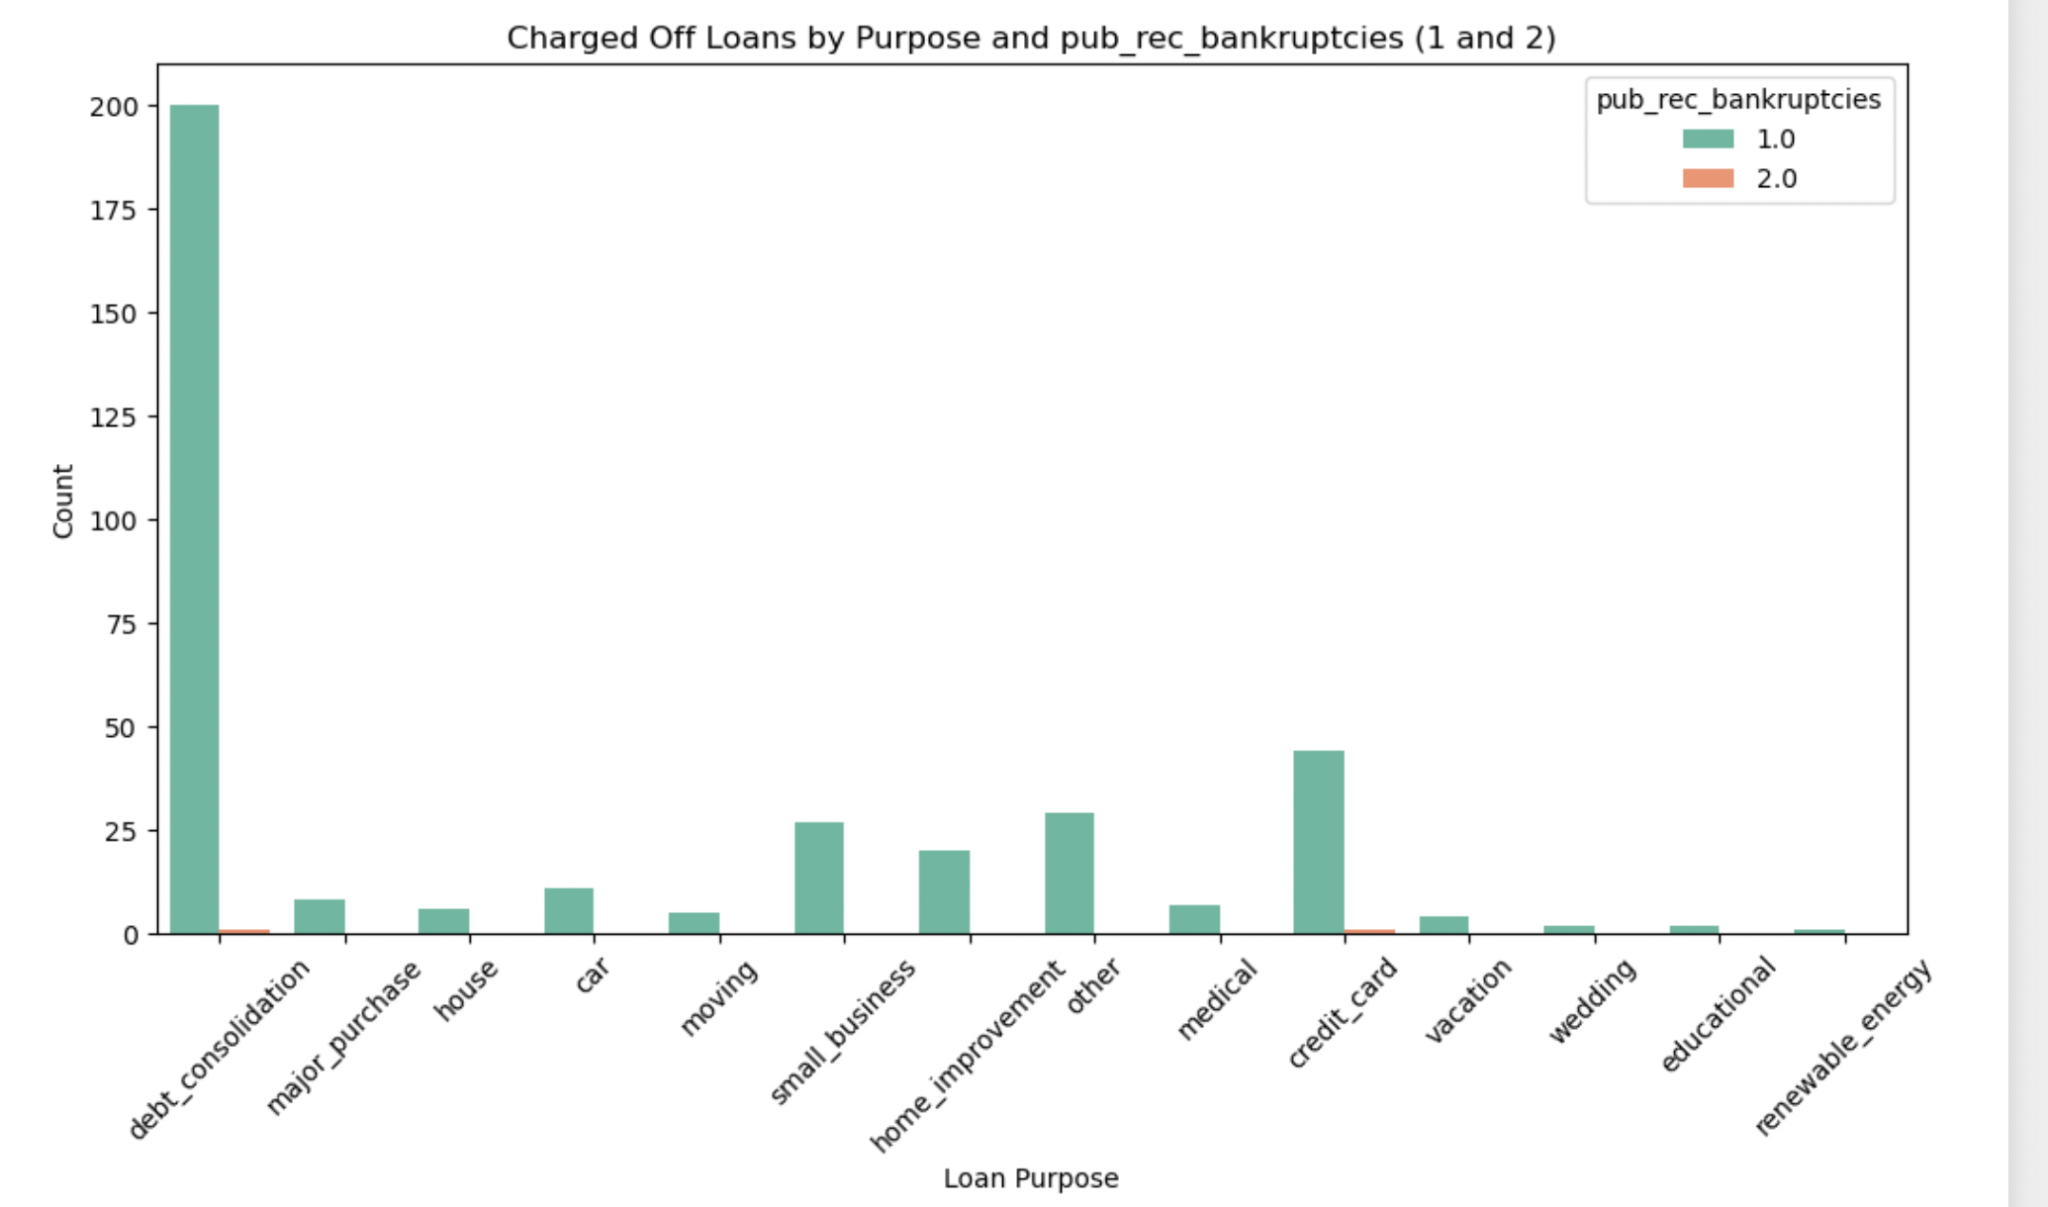 Charged Off Loans by Purpose and pub_rec_bankruptcies (1 and 2)
pub_rec_bankruptcies
1.0
2.0
200
175
150
125
100
75
50
25
0
Count
debt_consolidation
major_purchase
house
car
moving
small_business
home_improvement
other
medical
credit_card
vacation
wedding
educational
renewable_energy
Loan Purpose